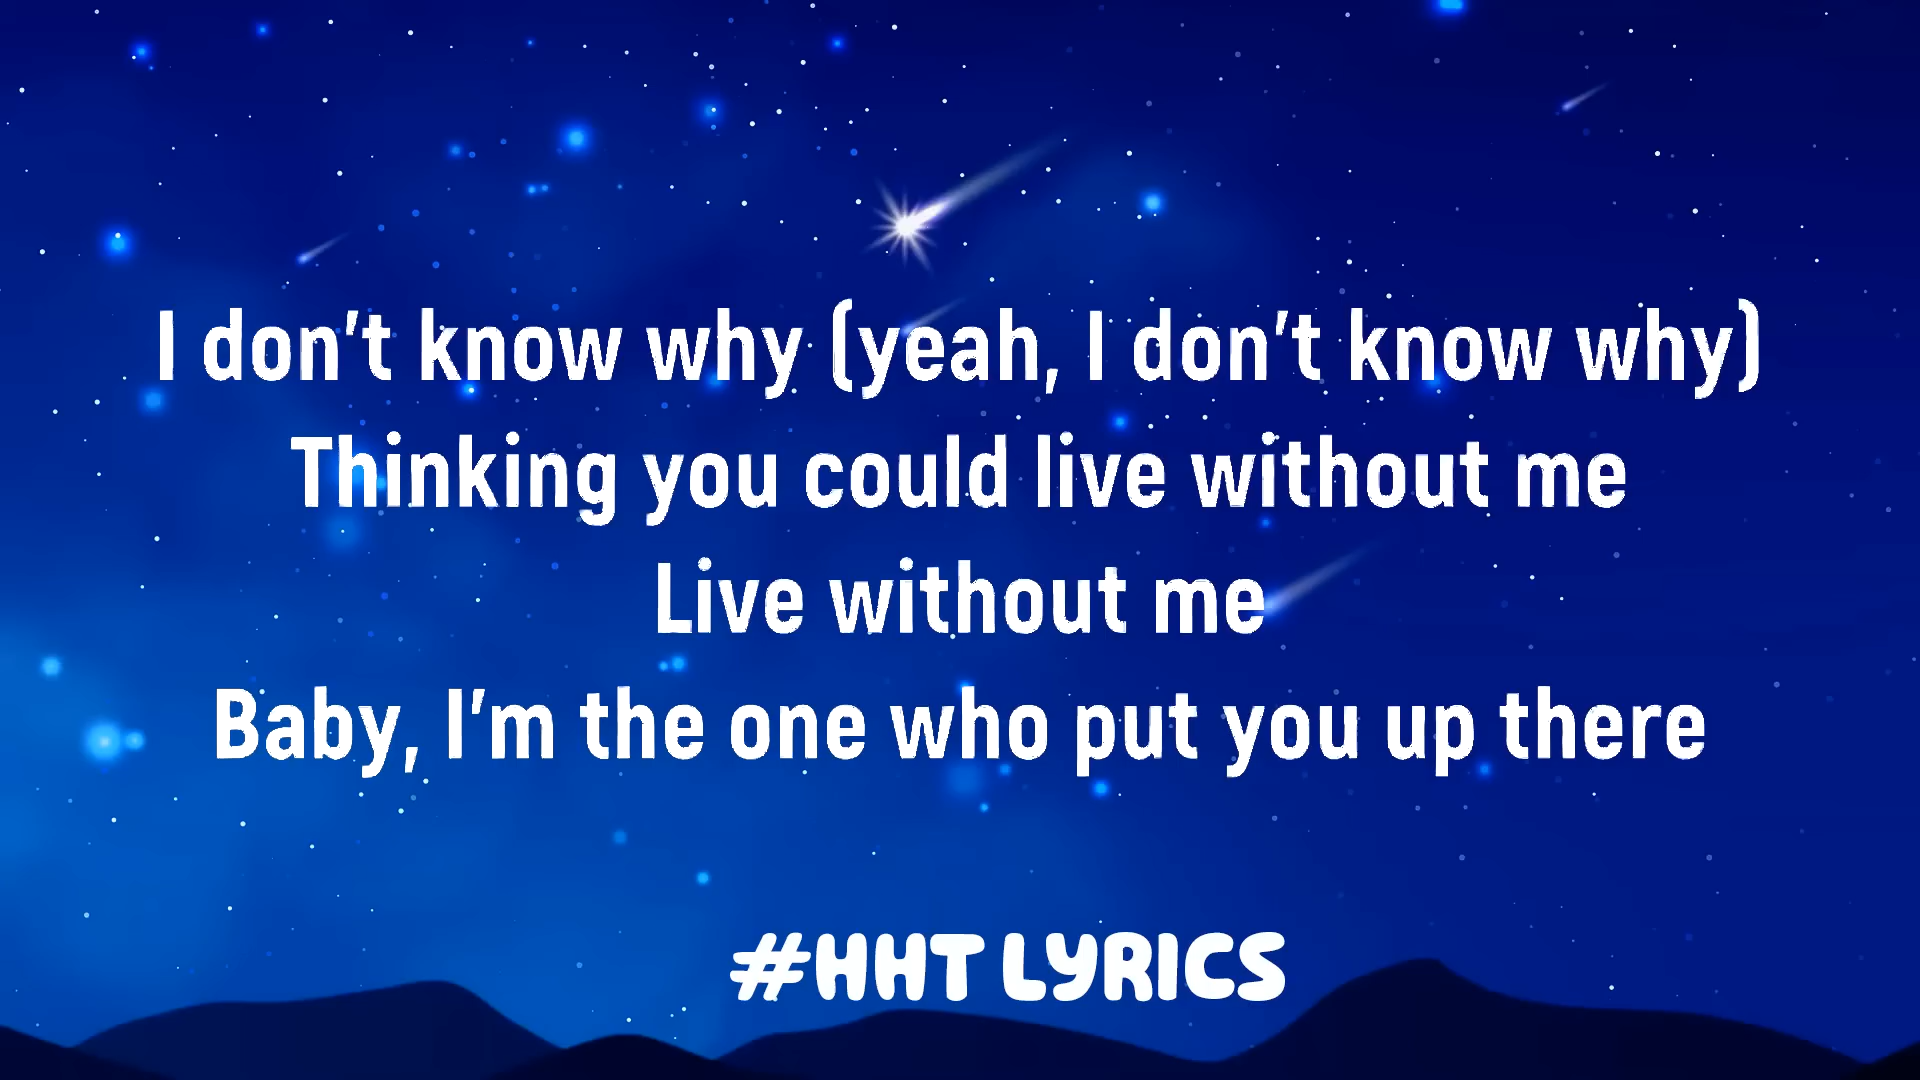 I don't know why (yeah, I don't know why)
Thinking you could live without me
Live without me
Baby, I'm the one who put you up there
#HHT LYRICS